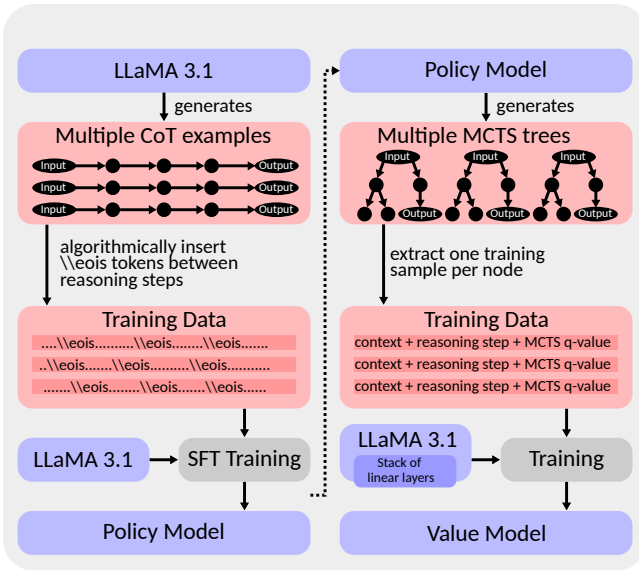 LLaMA 3.1
generates
Multiple CoT examples
Input Output
Input Output
Input Output
algorithmically insert
\\eois tokens between
reasoning steps
Training Data
....\\eois..........\\eois.......\\eois.......
..\\eois.........\\eois..........\\eois...........
.......\\eois.........\\eois........\\eois......
LLaMA 3.1
SFT Training
Policy Model
Policy Model
generates
Multiple MCTS trees
Input Input Input
Output Output Output
extract one training
sample per node
Training Data
context + reasoning step + MCTS q-value
context + reasoning step + MCTS q-value
context + reasoning step + MCTS q-value
LLaMA 3.1
Stack of
linear layers
Training
Value Model